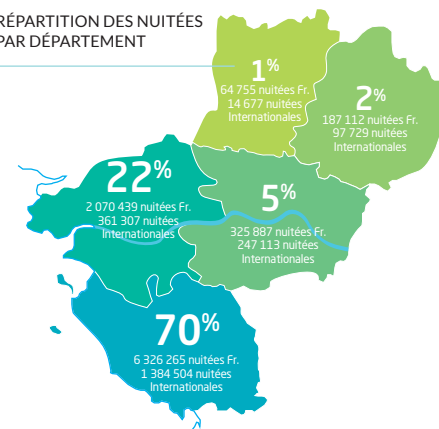 RÉPARTITION DES NUITÉES
PAR DÉPARTEMENT
1%
64 755 nuitées Fr.
14 677 nuitées
Internationales
2%
187 112 nuitées Fr.
97 729 nuitées
Internationales
22%
2 070 439 nuitées Fr.
361 307 nuitées
Internationales
5%
325 887 nuitées Fr.
247 113 nuitées
Internationales
70%
6 326 265 nuitées Fr.
1 384 504 nuitées
Internationales